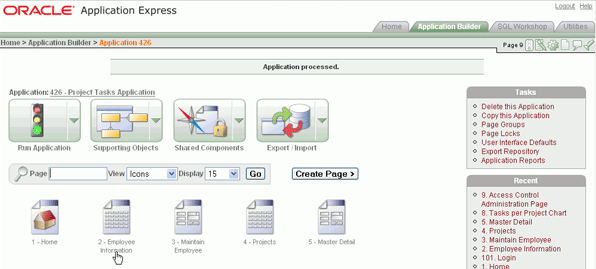 ORACLE Application Express
Logout Help
Home Application Builder SQL Workshop Utilities
Home > Application Builder > Application 426
Page 9
Application processed.
Application: 426 - Project Tasks Application
Run Application Supporting Objects Shared Components Export / Import
Page View Icons Display 15 Go Create Page >
1 - Home
2 - Employee Information
3 - Maintain Employee
4 - Projects
5 - Master Detail
Tasks
Delete this Application
Copy this Application
Page Groups
Page Locks
User Interface Defaults
Export Repository
Application Reports
Recent
9. Access Control
Administration Page
8. Tasks per Project Chart
5. Master Detail
4. Projects
3. Maintain Employee
2. Employee Information
101. Login
1. Home